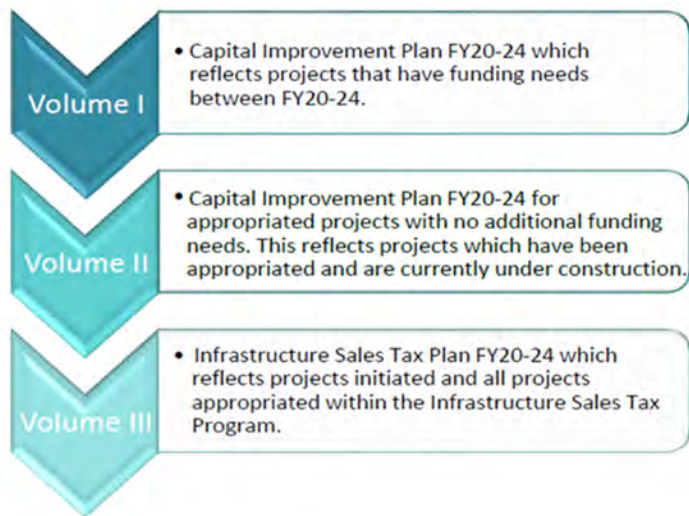 Volume I
• Capital Improvement Plan FY20-24 which
reflects projects that have funding needs
between FY20-24.
Volume II
• Capital Improvement Plan FY20-24 for
appropriated projects with no additional funding
needs. This reflects projects which have been
appropriated and are currently under construction.
Volume III
• Infrastructure Sales Tax Plan FY20-24 which
reflects projects initiated and all projects
appropriated within the Infrastructure Sales Tax
Program.